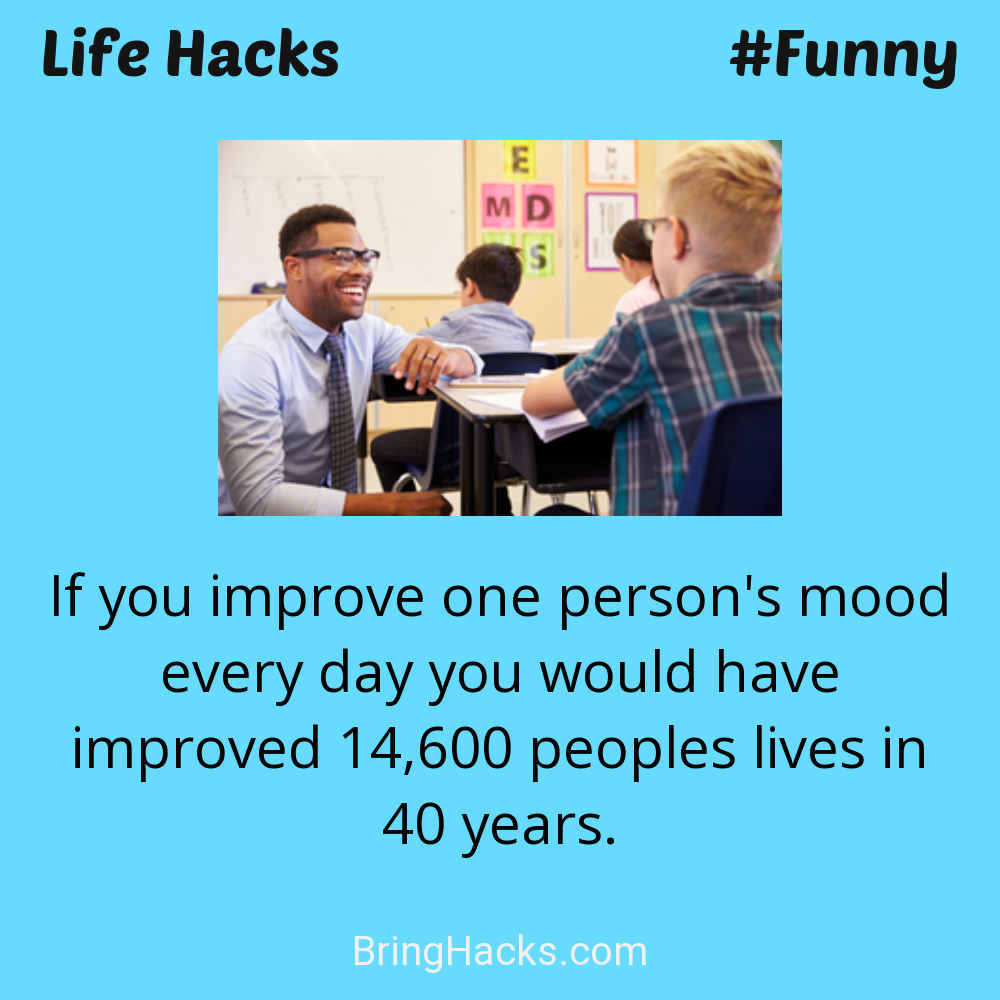 Life Hacks #Funny
E
M D
S
YOU
If you improve one person's mood
every day you would have
improved 14,600 peoples lives in
40 years.
BringHacks.com